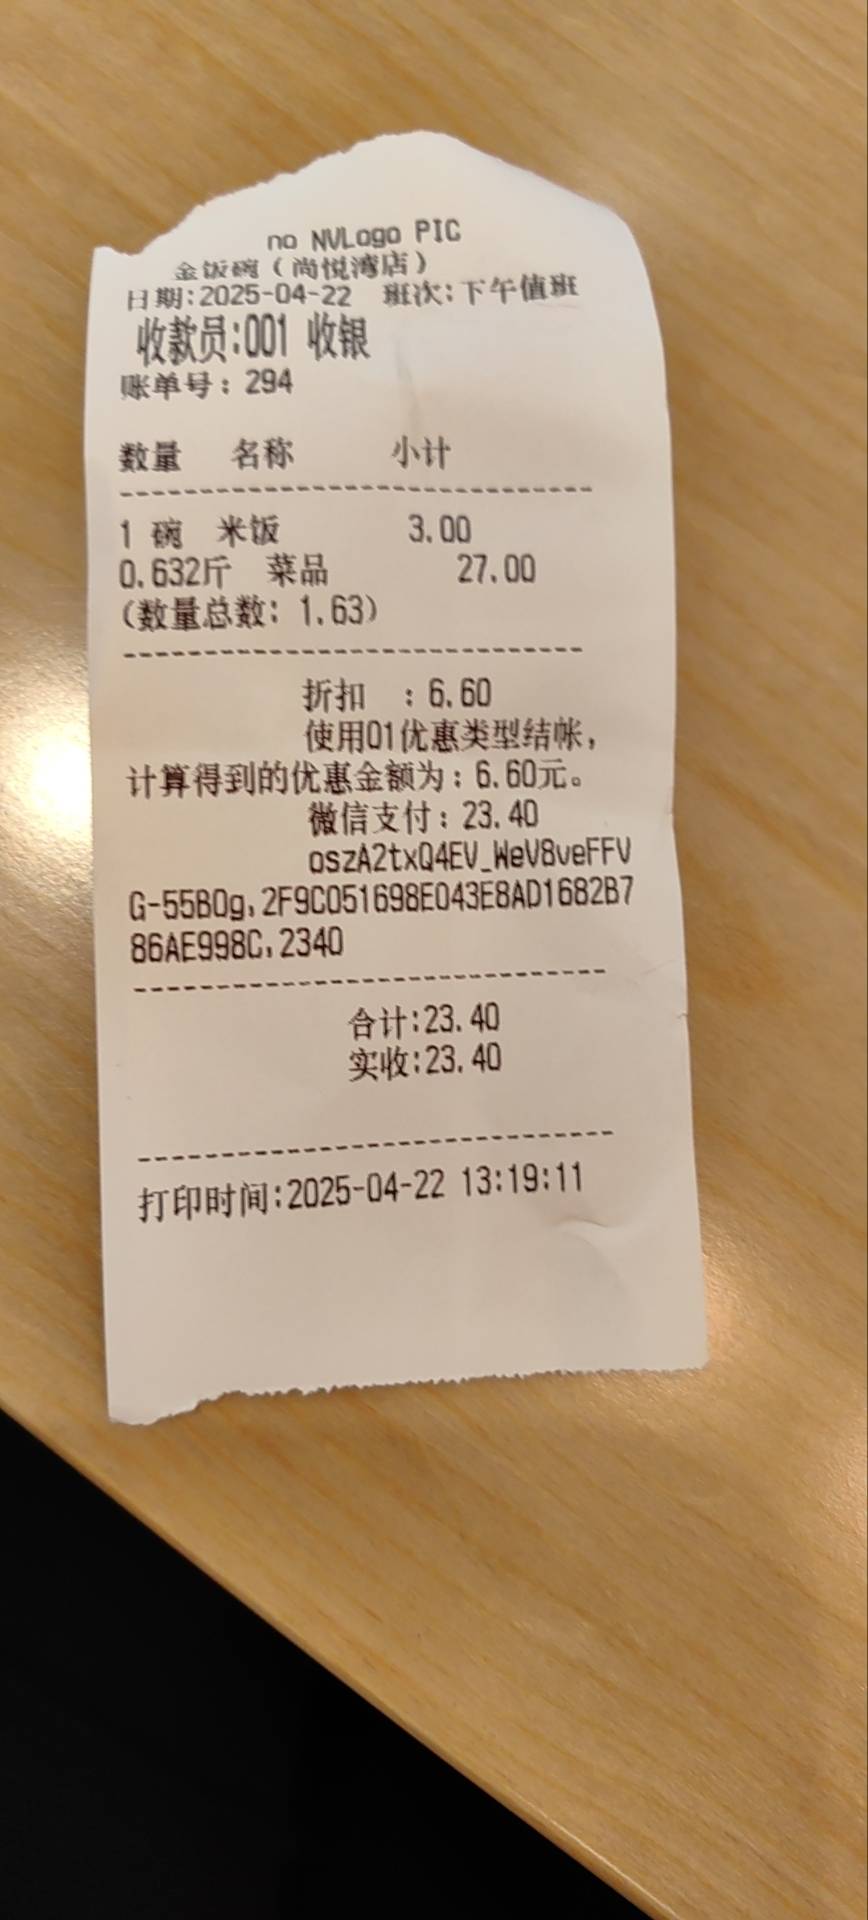 no NVLogo PIC
金饭碗（尚悦湾店）
日期:2025-04-22 班次:下午值班
收款员:001 收银
账单号：294
数量 名称 小计
-----------------------------
1 碗 米饭 3.00
0.632斤 菜品 27.00
(数量总数: 1.63)
-----------------------------
折扣 ：6.60
使用01优惠类型结帐，
计算得到的优惠金额为：6.60元。
微信支付：23.40
oszA2txQ4EV_WeV8veFFV
G-55B0g,2F9C051698E043E8AD1682B7
86AE998C,2340
-----------------------------
合计:23.40
实收:23.40
-----------------------------
打印时间:2025-04-22 13:19:11